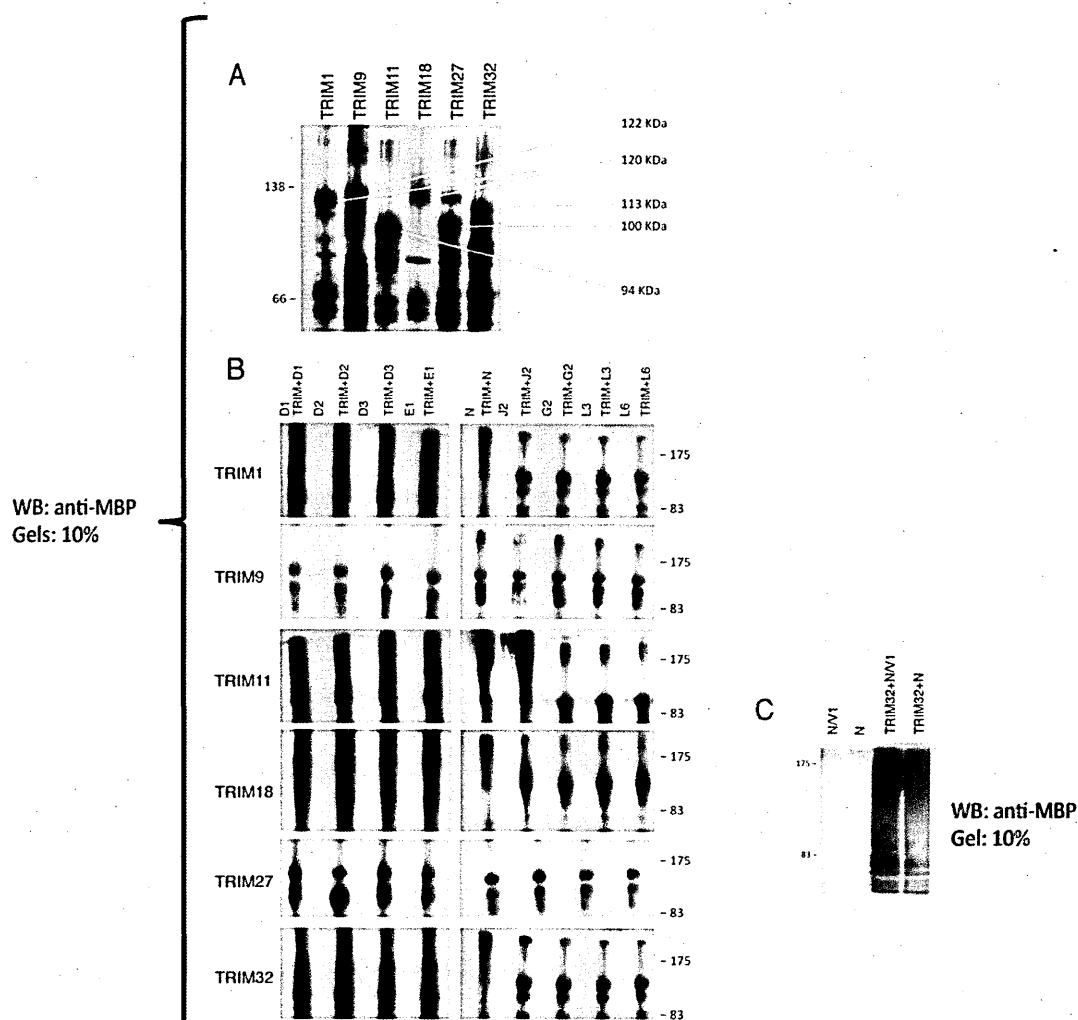 A
TRIM1
TRIM9
TRIM11
TRIM18
TRIM27
TRIM32
122 KDa
120 KDa
138 -
113 KDa
100 KDa
94 KDa
66 -
B
D1
TRIM+D1
D2
TRIM+D2
D3
TRIM+D3
E1
TRIM+E1
N
TRIM+N
J2
TRIM+J2
G2
TRIM+G2
L3
TRIM+L3
L6
TRIM+L6
TRIM1
- 175
- 83
WB: anti-MBP
Gels: 10%
TRIM9
- 175
- 83
TRIM11
- 175
- 83
TRIM18
- 175
- 83
TRIM27
- 175
- 83
TRIM32
- 175
- 83
C
N/V1
N
TRIM32+N/V1
TRIM32+N
175 -
83 -
WB: anti-MBP
Gel: 10%